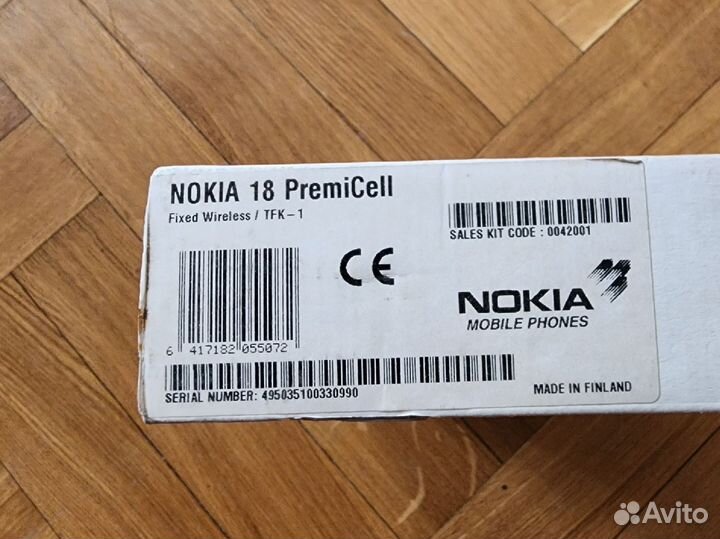 NOKIA 18 PremiCell
Fixed Wireless / TFK-1
SALES KIT CODE : 0042001
CE
NOKIA
MOBILE PHONES
6 417182 055072
SERIAL NUMBER: 495035100330990
MADE IN FINLAND
Avito